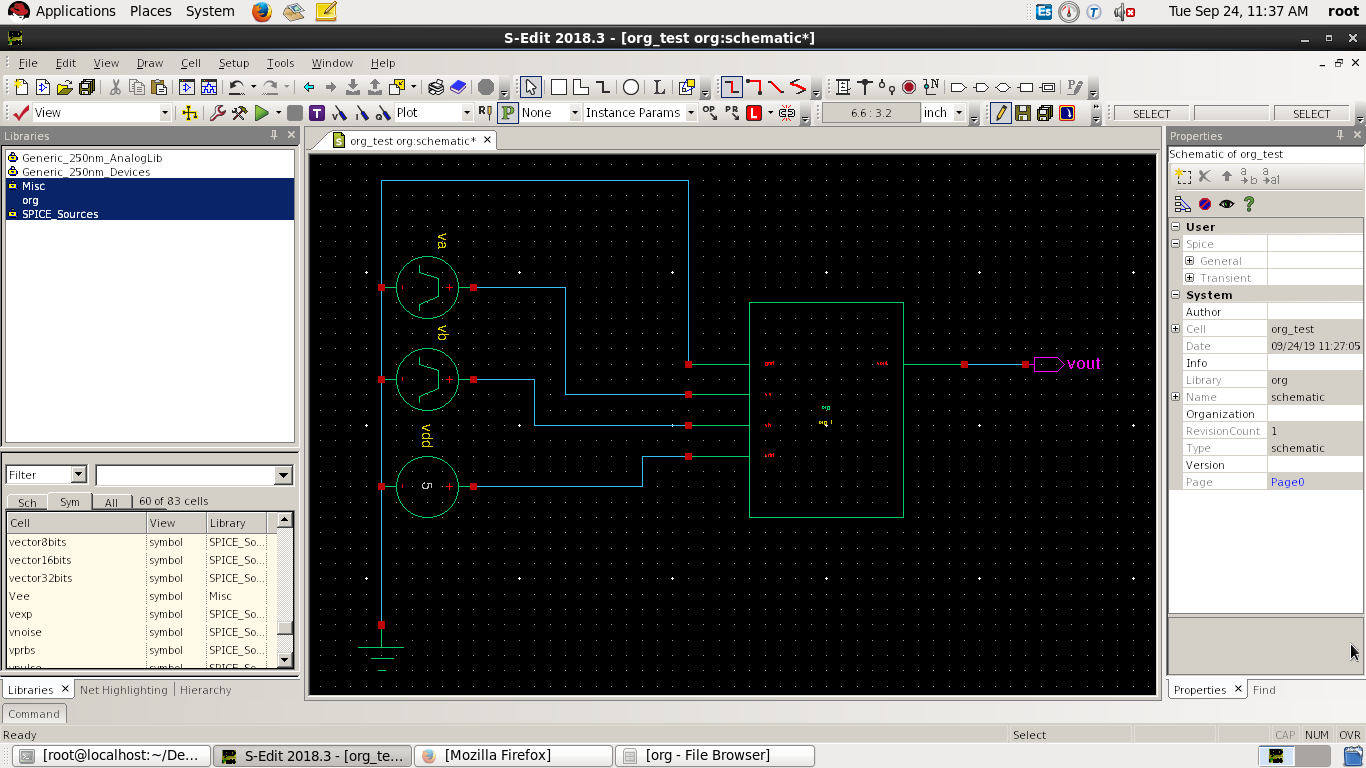 Applications Places System Es T Tue Sep 24, 11:37 AM root
S-Edit 2018.3 - [org_test org:schematic*]
File Edit View Draw Cell Setup Tools Window Help
View Plot None Instance Params 6.6 : 3.2 inch SELECT SELECT
Libraries
Generic_250nm_AnalogLib
Generic_250nm_Devices
Misc
org
SPICE_Sources
Filter
Sch Sym All 60 of 83 cells
Cell View Library
vector8bits symbol SPICE_So...
vector16bits symbol SPICE_So...
vector32bits symbol SPICE_So...
Vee symbol Misc
vexp symbol SPICE_So...
vnoise symbol SPICE_So...
vprbs symbol SPICE_So...
Libraries Net Highlighting Hierarchy
org_test org:schematic*
va
vb
vdd
5
vout
Properties
Schematic of org_test
User
Spice
General
Transient
System
Author
Cell org_test
Date 09/24/19 11:27:05
Info
Library org
Name schematic
Organization
RevisionCount 1
Type schematic
Version
Page Page0
Properties Find
Command
Ready Select CAP NUM OVR
[root@localhost:~/De... S-Edit 2018.3 - [org_te... [Mozilla Firefox] [org - File Browser]